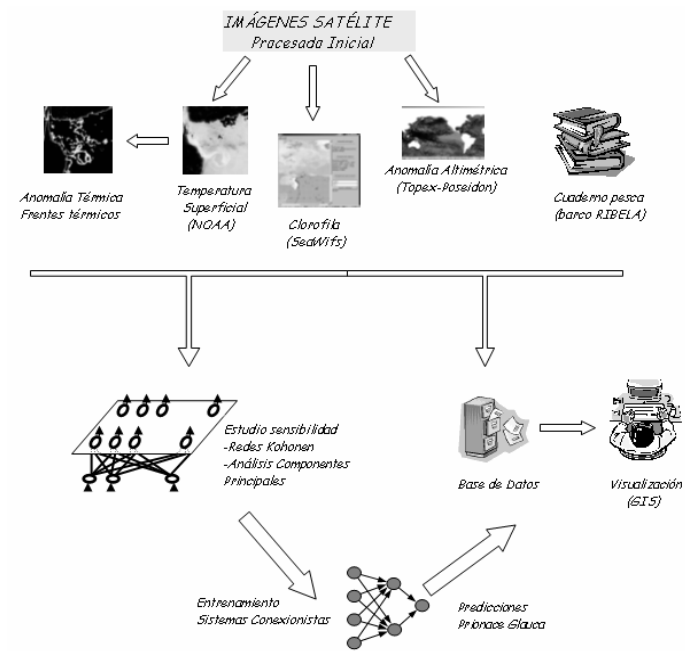 IMÁGENES SATÉLITE
Procesada Inicial
Anomalía Térmica
Frentes térmicos
Temperatura
Superficial
(NOAA)
Clorofila
(SeaWifs)
Anomalía Altimétrica
(Topex-Poseidon)
Cuaderno pesca
(barco RIBELA)
Estudio sensibilidad
-Redes Kohonen
-Análisis Componentes
Principales
Base de Datos
Visualización
(GIS)
Entrenamiento
Sistemas Conexionistas
Predicciones
Prionace Glauca